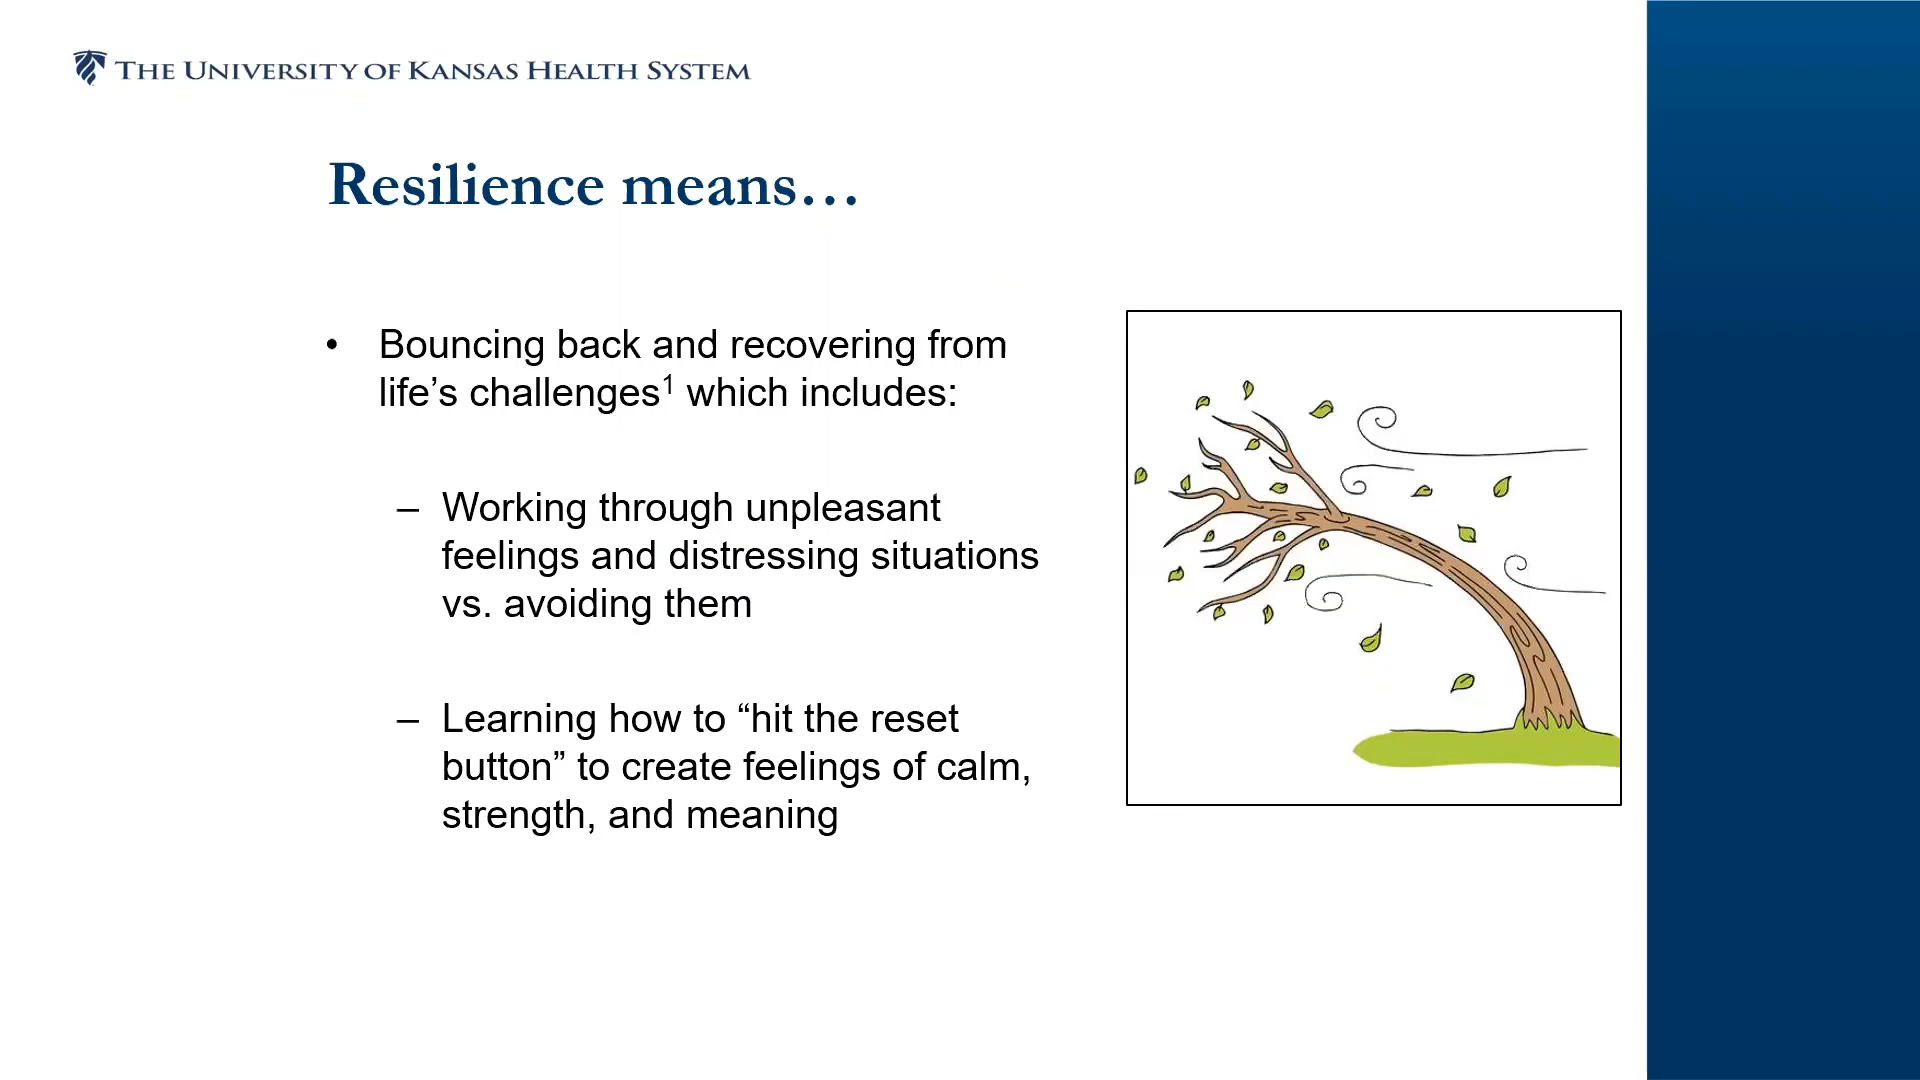 THE UNIVERSITY OF KANSAS HEALTH SYSTEM
Resilience means…
• Bouncing back and recovering from
life’s challenges¹ which includes:
– Working through unpleasant
feelings and distressing situations
vs. avoiding them
– Learning how to “hit the reset
button” to create feelings of calm,
strength, and meaning